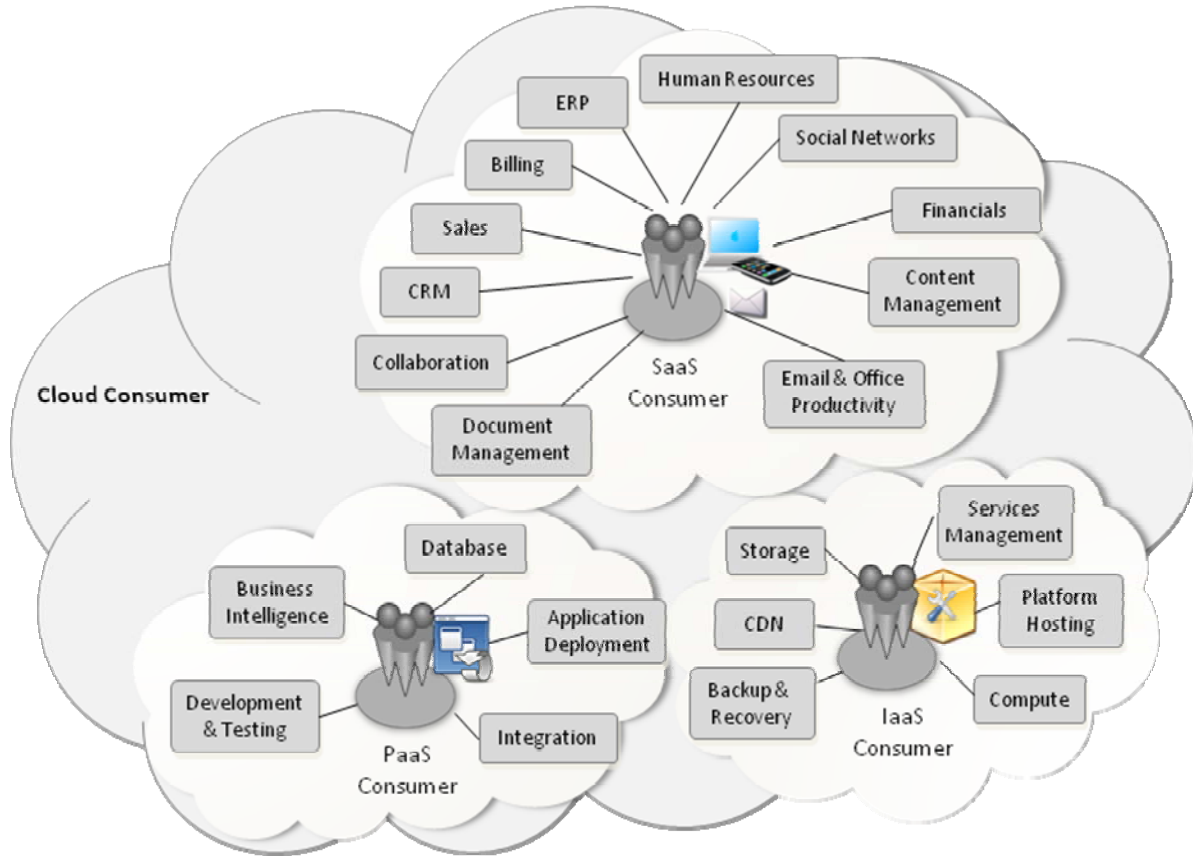 Human Resources
ERP
Social Networks
Billing
Financials
Sales
Content
Management
CRM
Collaboration
SaaS
Consumer
Email & Office
Productivity
Document
Management
Cloud Consumer
Database
Business
Intelligence
Application
Deployment
Development
& Testing
Integration
PaaS
Consumer
Services
Management
Storage
Platform
Hosting
CDN
Backup &
Recovery
Compute
IaaS
Consumer